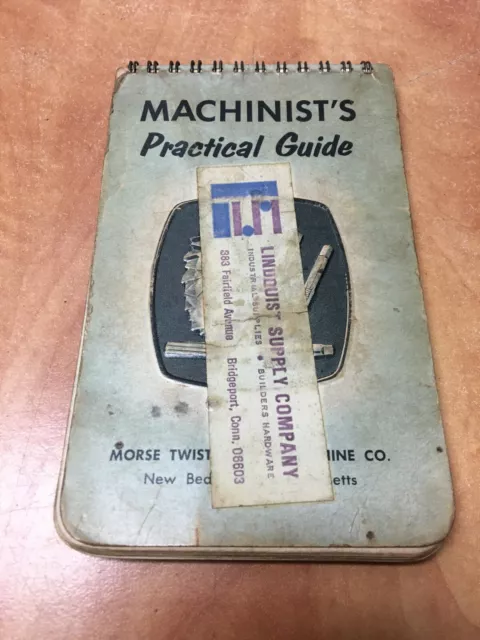 MACHINIST'S
Practical Guide
LINDQUIST SUPPLY COMPANY
INDUSTRIAL SUPPLIES • BUILDERS HARDWARE
383 Fairfield Avenue Bridgeport, Conn. 06603
MORSE TWIST INE CO.
New Bed etts